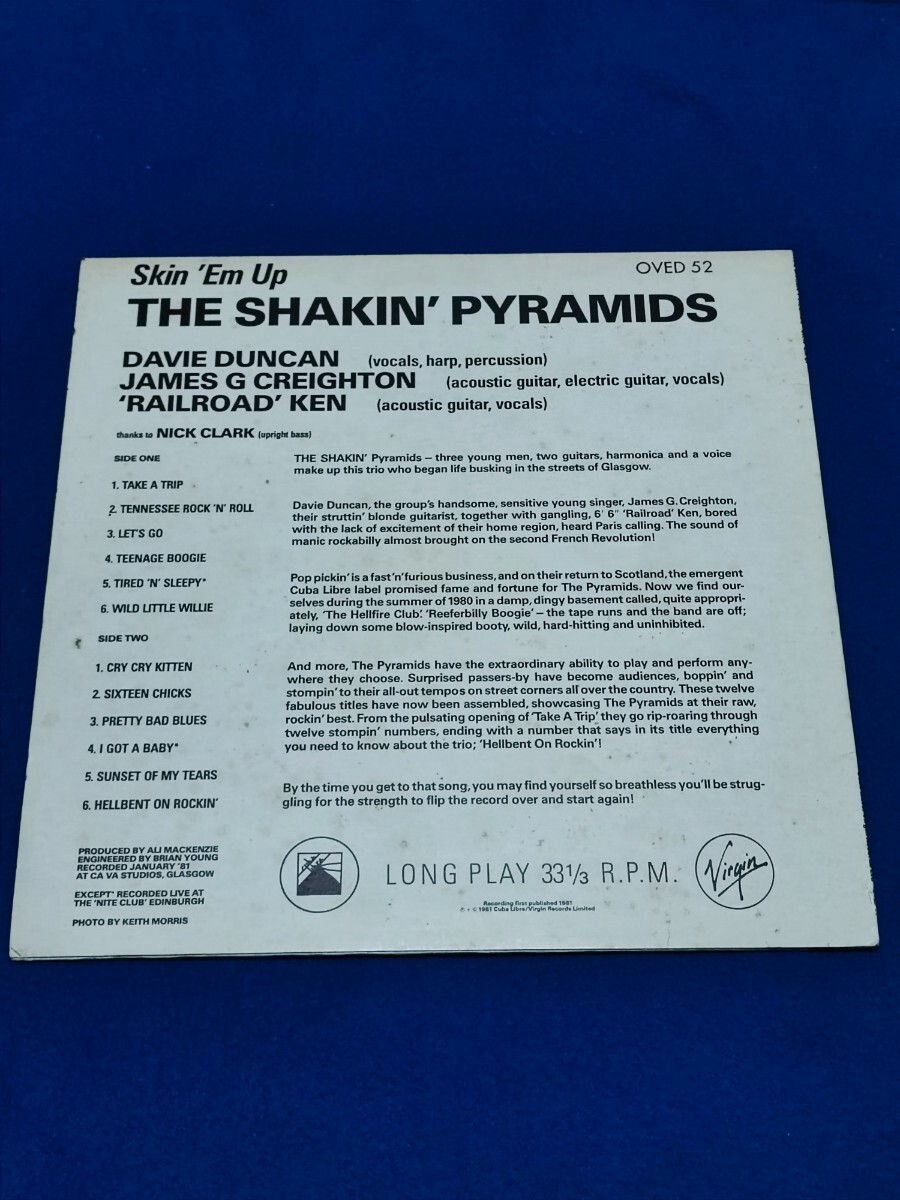 Skin 'Em Up
OVED 52
THE SHAKIN' PYRAMIDS
DAVIE DUNCAN (vocals, harp, percussion)
JAMES G CREIGHTON (acoustic guitar, electric guitar, vocals)
'RAILROAD' KEN (acoustic guitar, vocals)
thanks to NICK CLARK (upright bass)
SIDE ONE
1. TAKE A TRIP
2. TENNESSEE ROCK 'N' ROLL
3. LET'S GO
4. TEENAGE BOOGIE
5. TIRED 'N' SLEEPY*
6. WILD LITTLE WILLIE
SIDE TWO
1. CRY CRY KITTEN
2. SIXTEEN CHICKS
3. PRETTY BAD BLUES
4. I GOT A BABY*
5. SUNSET OF MY TEARS
6. HELLBENT ON ROCKIN'
THE SHAKIN' Pyramids – three young men, two guitars, harmonica and a voice
make up this trio who began life busking in the streets of Glasgow.
Davie Duncan, the group's handsome, sensitive young singer, James G. Creighton,
their struttin' blonde guitarist, together with gangling, 6' 6" 'Railroad' Ken, bored
with the lack of excitement of their home region, heard Paris calling. The sound of
manic rockabilly almost brought on the second French Revolution!
Pop pickin' is a fast 'n' furious business, and on their return to Scotland, the emergent
Cuba Libre label promised fame and fortune for The Pyramids. Now we find our-
selves during the summer of 1980 in a damp, dingy basement called, quite appropri-
ately, 'The Hellfire Club'. 'Reeferbilly Boogie' – the tape runs and the band are off;
laying down some blow-inspired booty, wild, hard-hitting and uninhibited.
And more, The Pyramids have the extraordinary ability to play and perform any-
where they choose. Surprised passers-by have become audiences, boppin' and
stompin' to their all-out tempos on street corners all over the country. These twelve
fabulous titles have now been assembled, showcasing The Pyramids at their raw,
rockin' best. From the pulsating opening of 'Take A Trip' they go rip-roaring through
twelve stompin' numbers, ending with a number that says in its title everything
you need to know about the trio; 'Hellbent On Rockin'!
By the time you get to that song, you may find yourself so breathless you'll be strug-
gling for the strength to flip the record over and start again!
PRODUCED BY ALI MACKENZIE
ENGINEERED BY BRIAN YOUNG
RECORDED JANUARY '81
AT CA VA STUDIOS, GLASGOW
EXCEPT* RECORDED LIVE AT
THE 'NITE CLUB' EDINBURGH
PHOTO BY KEITH MORRIS
LONG PLAY 33⅓ R.P.M.
Recording first published 1981
℗ + © 1981 Cuba Libre/Virgin Records Limited
Virgin